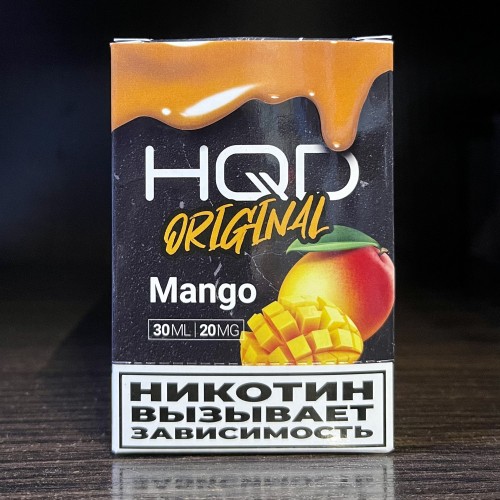 HQD
ORIGINAL
Mango
30ML | 20MG
НИКОТИН
ВЫЗЫВАЕТ
ЗАВИСИМОСТЬ